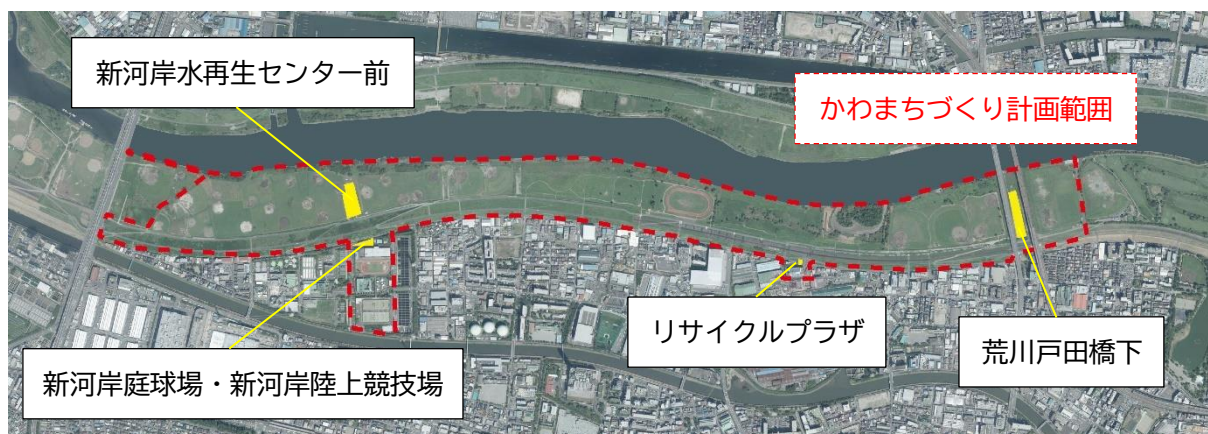 新河岸水再生センター前
かわまちづくり計画範囲
リサイクルプラザ
荒川戸田橋下
新河岸庭球場・新河岸陸上競技場